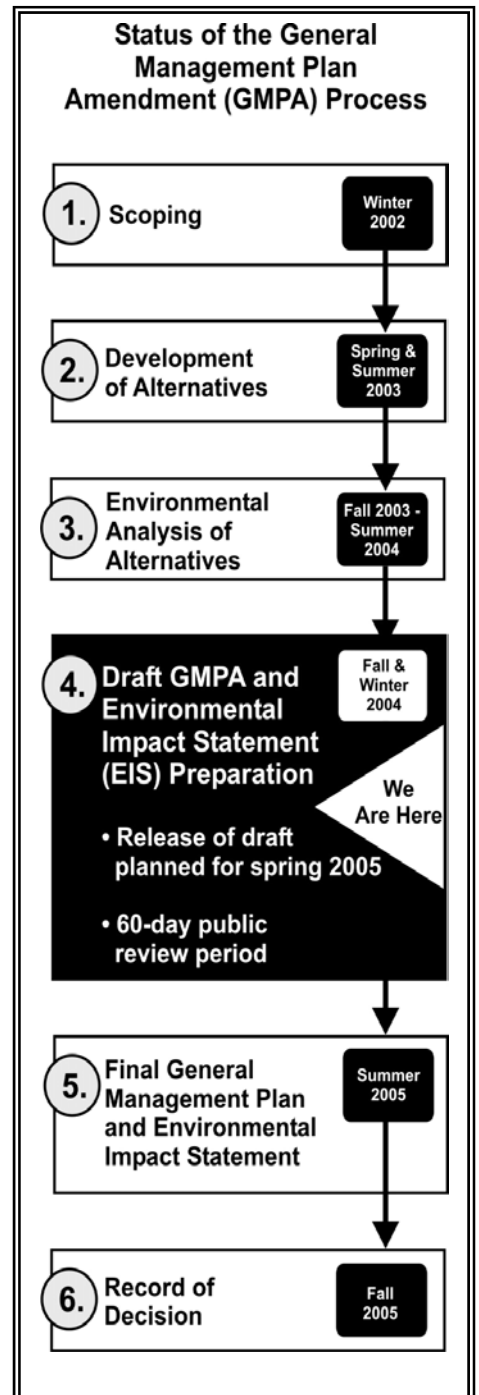 Status of the General
Management Plan
Amendment (GMPA) Process
1. Scoping
Winter
2002
2. Development
of Alternatives
Spring &
Summer
2003
3. Environmental
Analysis of
Alternatives
Fall 2003 -
Summer
2004
4. Draft GMPA and
Environmental
Impact Statement
(EIS) Preparation
• Release of draft
planned for spring 2005
• 60-day public
review period
Fall &
Winter
2004
We
Are Here
5. Final General
Management Plan
and Environmental
Impact Statement
Summer
2005
6. Record of
Decision
Fall
2005